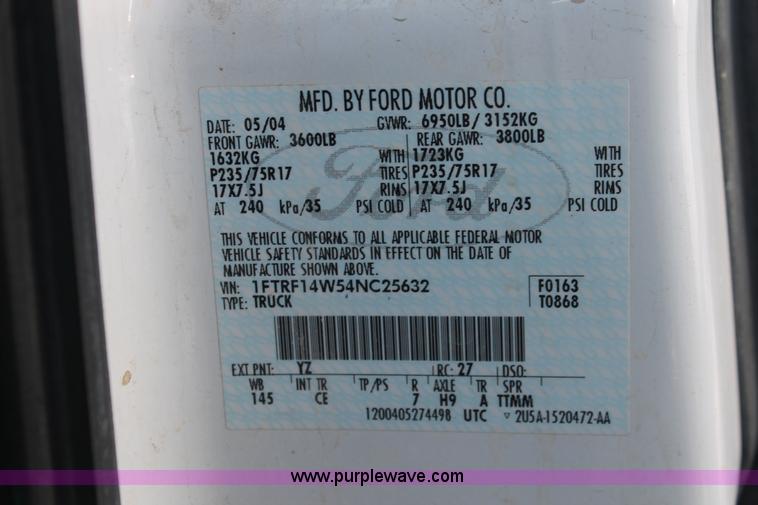 MFD. BY FORD MOTOR CO.
DATE: 05/04 GVWR: 6950LB/ 3152KG
FRONT GAWR: 3600LB REAR GAWR: 3800LB
1632KG WITH 1723KG WITH
P235/75R17 TIRES P235/75R17 TIRES
17X7.5J RIMS 17X7.5J RIMS
AT 240 kPa/35 PSI COLD AT 240 kPa/35 PSI COLD
Ford
THIS VEHICLE CONFORMS TO ALL APPLICABLE FEDERAL MOTOR
VEHICLE SAFETY STANDARDS IN EFFECT ON THE DATE OF
MANUFACTURE SHOWN ABOVE.
VIN: 1FTRF14W54NC25632 F0163
TYPE: TRUCK T0868
EXT PNT: YZ RC: 27 DSO:
WB INT TR TP/PS R AXLE TR SPR
145 CE 7 H9 A TTMM
1200405274498 UTC ▽ 2U5A-1520472-AA
www.purplewave.com